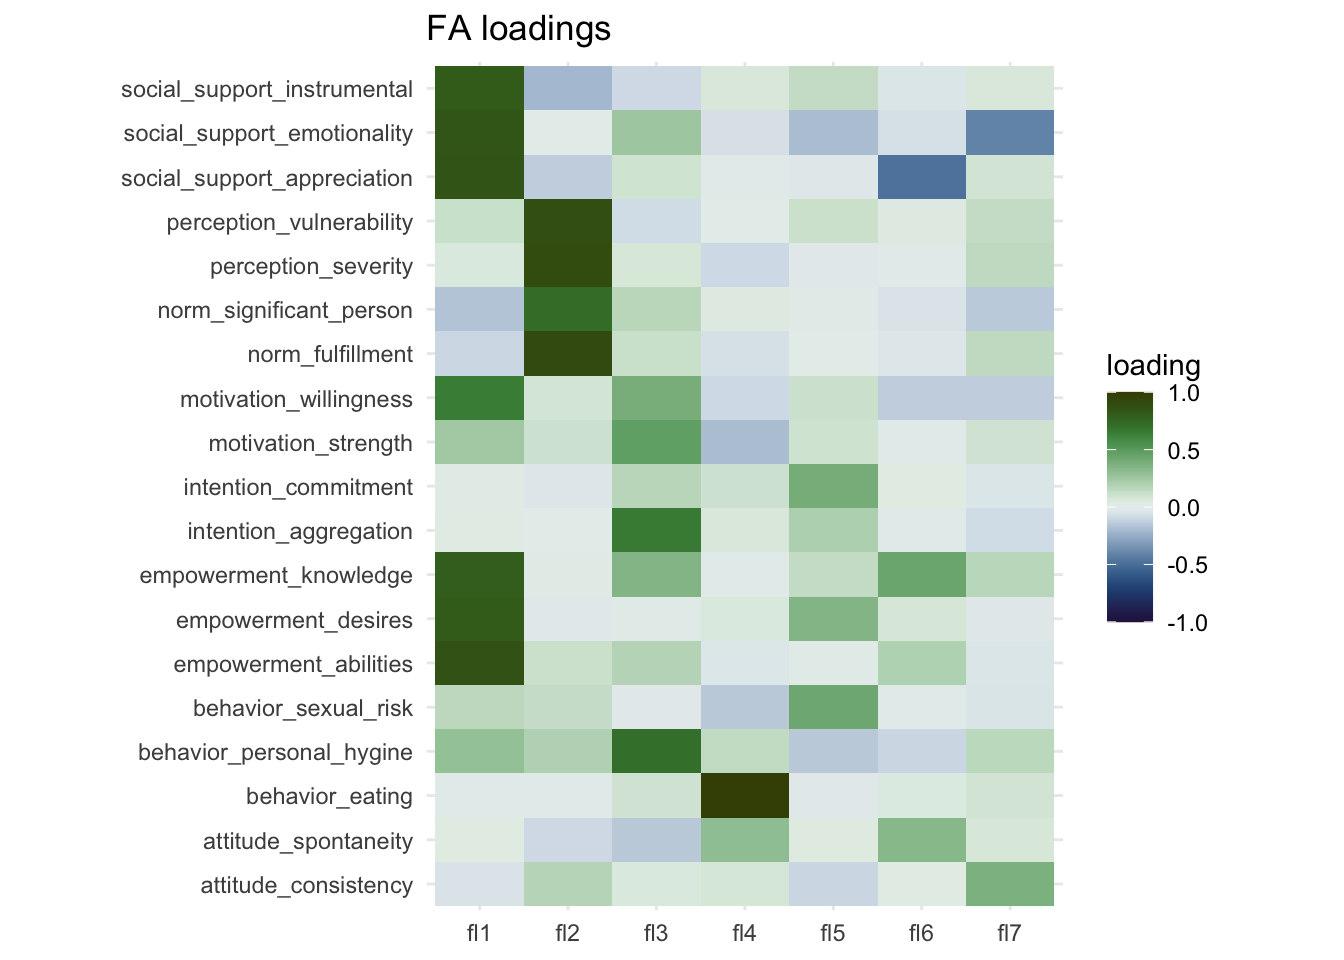 FA loadings
social_support_instrumental
social_support_emotionality
social_support_appreciation
perception_vulnerability
perception_severity
norm_significant_person
norm_fulfillment
motivation_willingness
motivation_strength
intention_commitment
intention_aggregation
empowerment_knowledge
empowerment_desires
empowerment_abilities
behavior_sexual_risk
behavior_personal_hygine
behavior_eating
attitude_spontaneity
attitude_consistency
fl1 fl2 fl3 fl4 fl5 fl6 fl7
loading
1.0
0.5
0.0
-0.5
-1.0